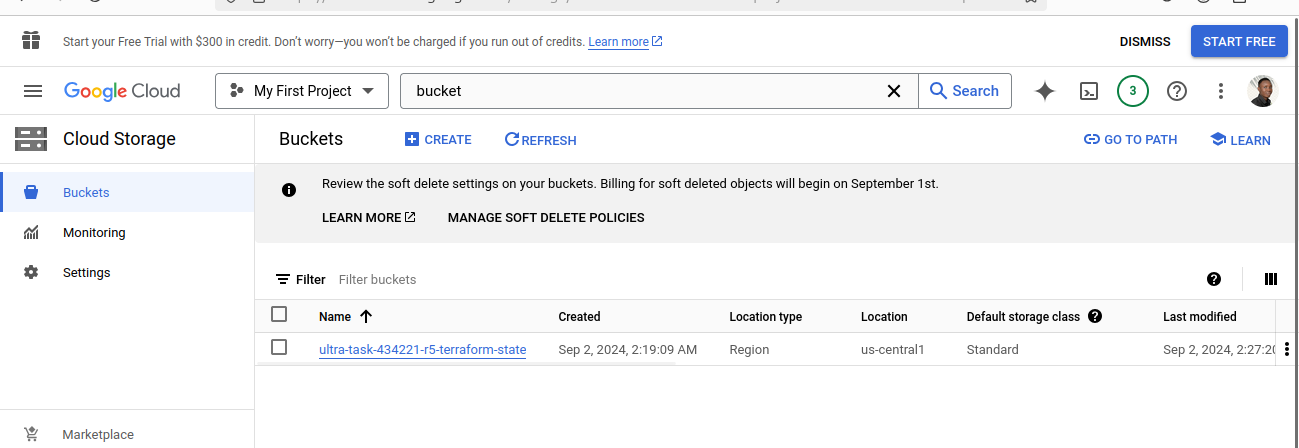 Start your Free Trial with $300 in credit. Don't worry—you won't be charged if you run out of credits. Learn more
DISMISS
START FREE
Google Cloud
My First Project
bucket
Search
3
Cloud Storage
Buckets
CREATE
REFRESH
GO TO PATH
LEARN
Buckets
Monitoring
Settings
Marketplace
Review the soft delete settings on your buckets. Billing for soft deleted objects will begin on September 1st.
LEARN MORE
MANAGE SOFT DELETE POLICIES
Filter
Filter buckets
Name Created Location type Location Default storage class Last modified
ultra-task-434221-r5-terraform-state Sep 2, 2024, 2:19:09 AM Region us-central1 Standard Sep 2, 2024, 2:27:20